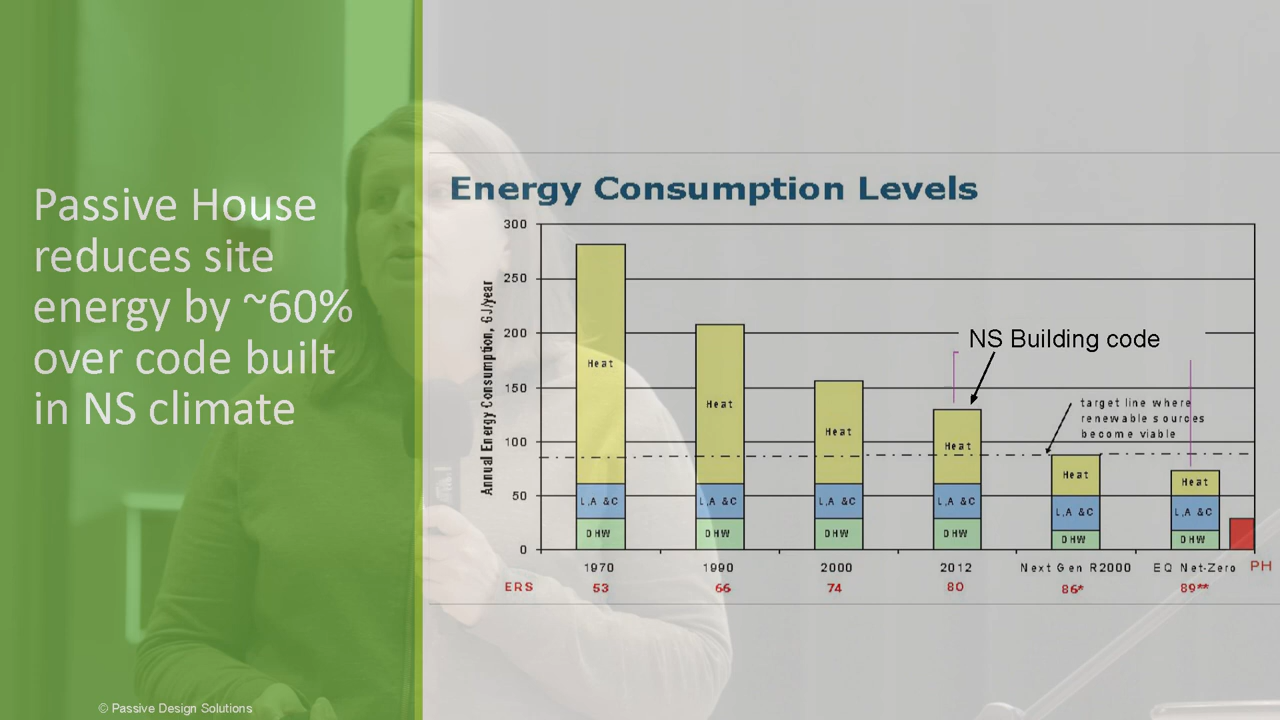 Passive House
reduces site
energy by ~60%
over code built
in NS climate
© Passive Design Solutions
Energy Consumption Levels
Annual Energy Consumption, GJ/year
300
250
200
150
100
50
0
Heat
L,A &C
DHW
Heat
L,A &C
DHW
Heat
L,A &C
DHW
Heat
L,A &C
DHW
Heat
L,A &C
DHW
Heat
L,A &C
DHW
NS Building code
target line where
renewable sources
become viable
1970 1990 2000 2012 Next Gen R2000 EQ Net-Zero PH
ERS 53 66 74 80 86* 89**